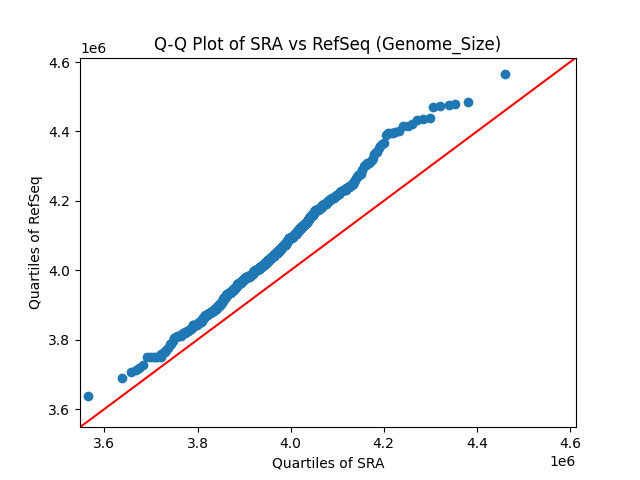 Q-Q Plot of SRA vs RefSeq (Genome_Size)
1e6
4.6
4.4
4.2
4.0
3.8
3.6
Quartiles of RefSeq
3.6 3.8 4.0 4.2 4.4 4.6
1e6
Quartiles of SRA